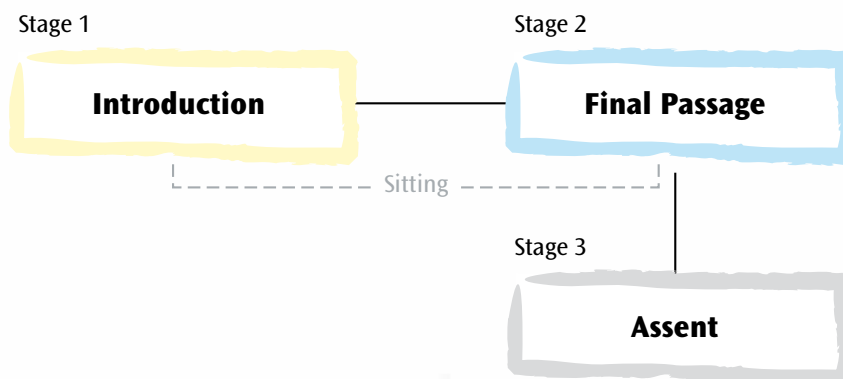 Stage 1
Introduction
Stage 2
Final Passage
Sitting
Stage 3
Assent